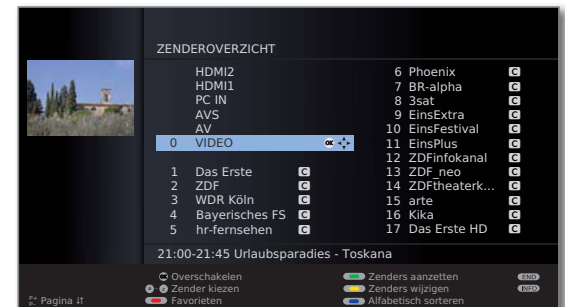 ZENDEROVERZICHT
HDMI2
HDMI1
PC IN
AVS
AV
0 VIDEO OK
1 Das Erste C
2 ZDF C
3 WDR Köln C
4 Bayerisches FS C
5 hr-fernsehen C
6 Phoenix C
7 BR-alpha C
8 3sat C
9 EinsExtra C
10 EinsFestival C
11 EinsPlus C
12 ZDFinfokanal C
13 ZDF_neo C
14 ZDFtheaterk... C
15 arte C
16 Kika C
17 Das Erste HD C
21:00-21:45 Urlaubsparadies - Toskana
OK Overschakelen
Zender kiezen
Favorieten
Zenders aanzetten
Zenders wijzigen
Alfabetisch sorteren
END
INFO
P+ P- Pagina